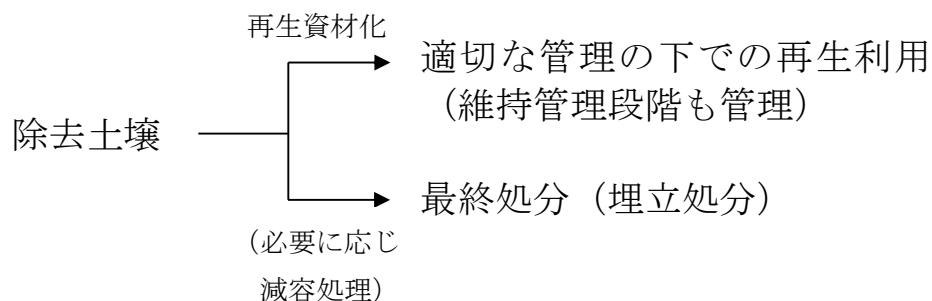 再生資材化
適切な管理の下での再生利用
（維持管理段階も管理）
除去土壌
最終処分（埋立処分）
（必要に応じ
減容処理）